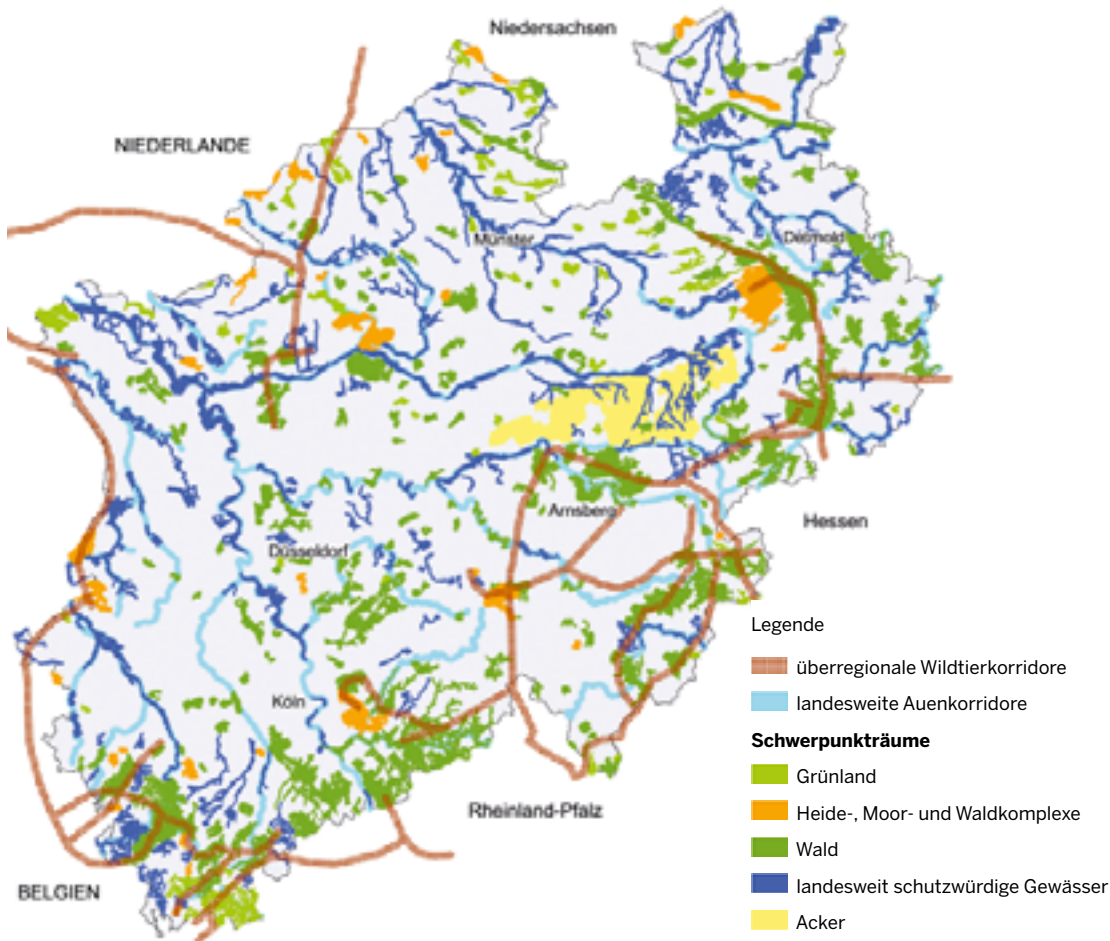 Niedersachsen
NIEDERLANDE
Münster
Detmold
Arnsberg
Hessen
Düsseldorf
Köln
Rheinland-Pfalz
BELGIEN
Legende
überregionale Wildtierkorridore
landesweite Auenkorridore
Schwerpunkträume
Grünland
Heide-, Moor- und Waldkomplexe
Wald
landesweit schutzwürdige Gewässer
Acker